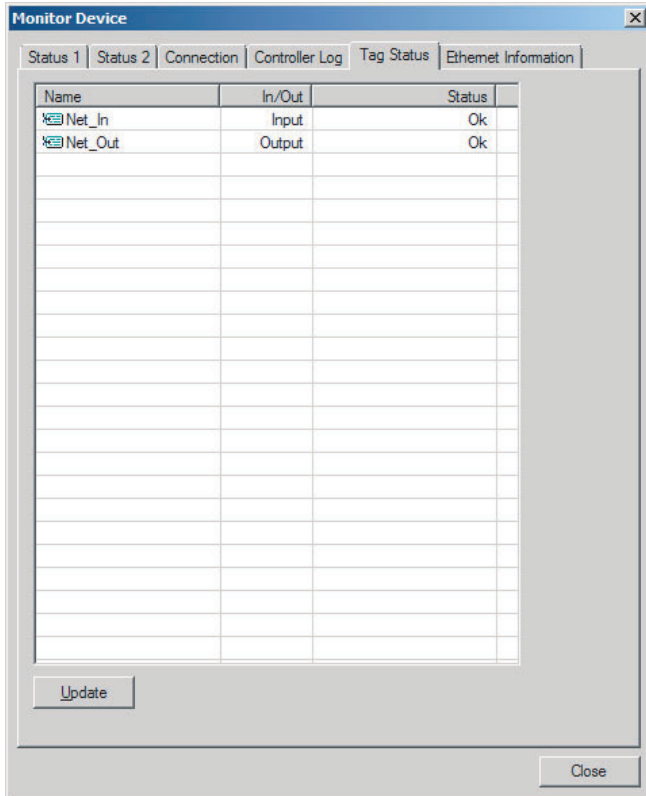 Monitor Device
Status 1 Status 2 Connection Controller Log Tag Status Ethernet Information
Name In/Out Status
Net_In Input Ok
Net_Out Output Ok
Update
Close